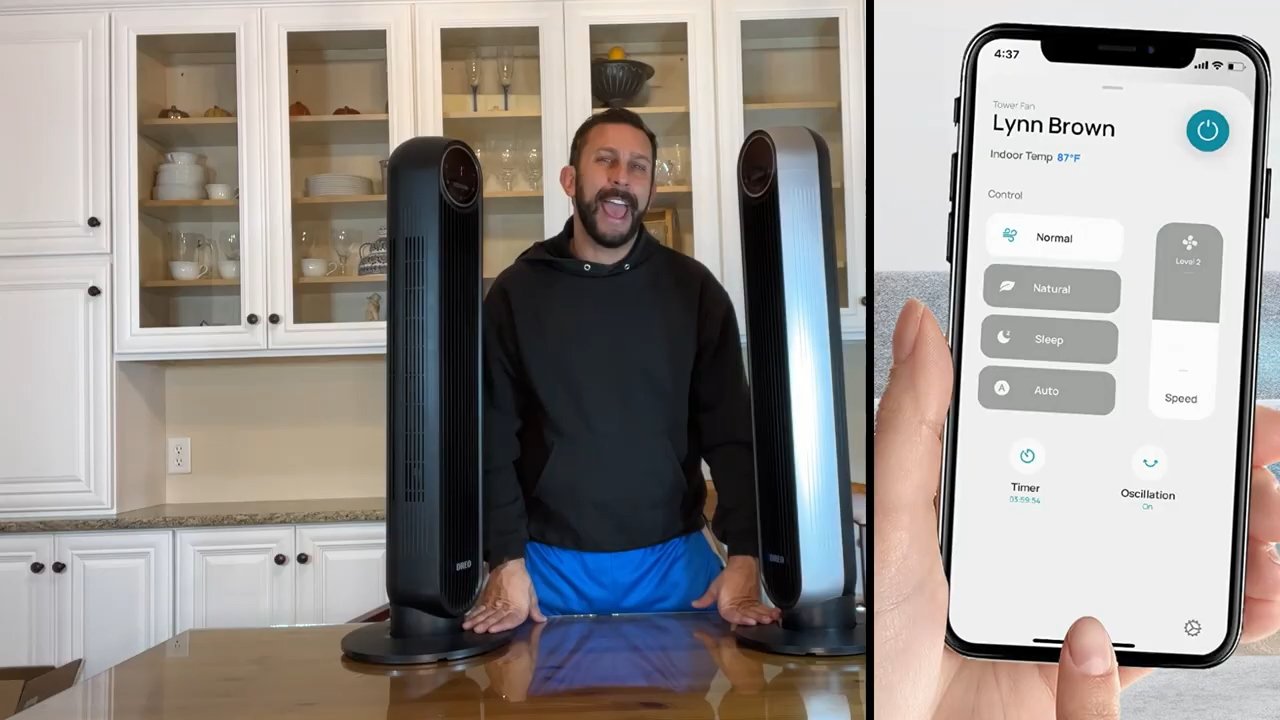 DREO
DREO
4:37
Tower Fan
Lynn Brown
Indoor Temp 87°F
Control
Normal
Natural
Sleep
A Auto
Level 2
Speed
Timer
03:59:54
Oscillation
On